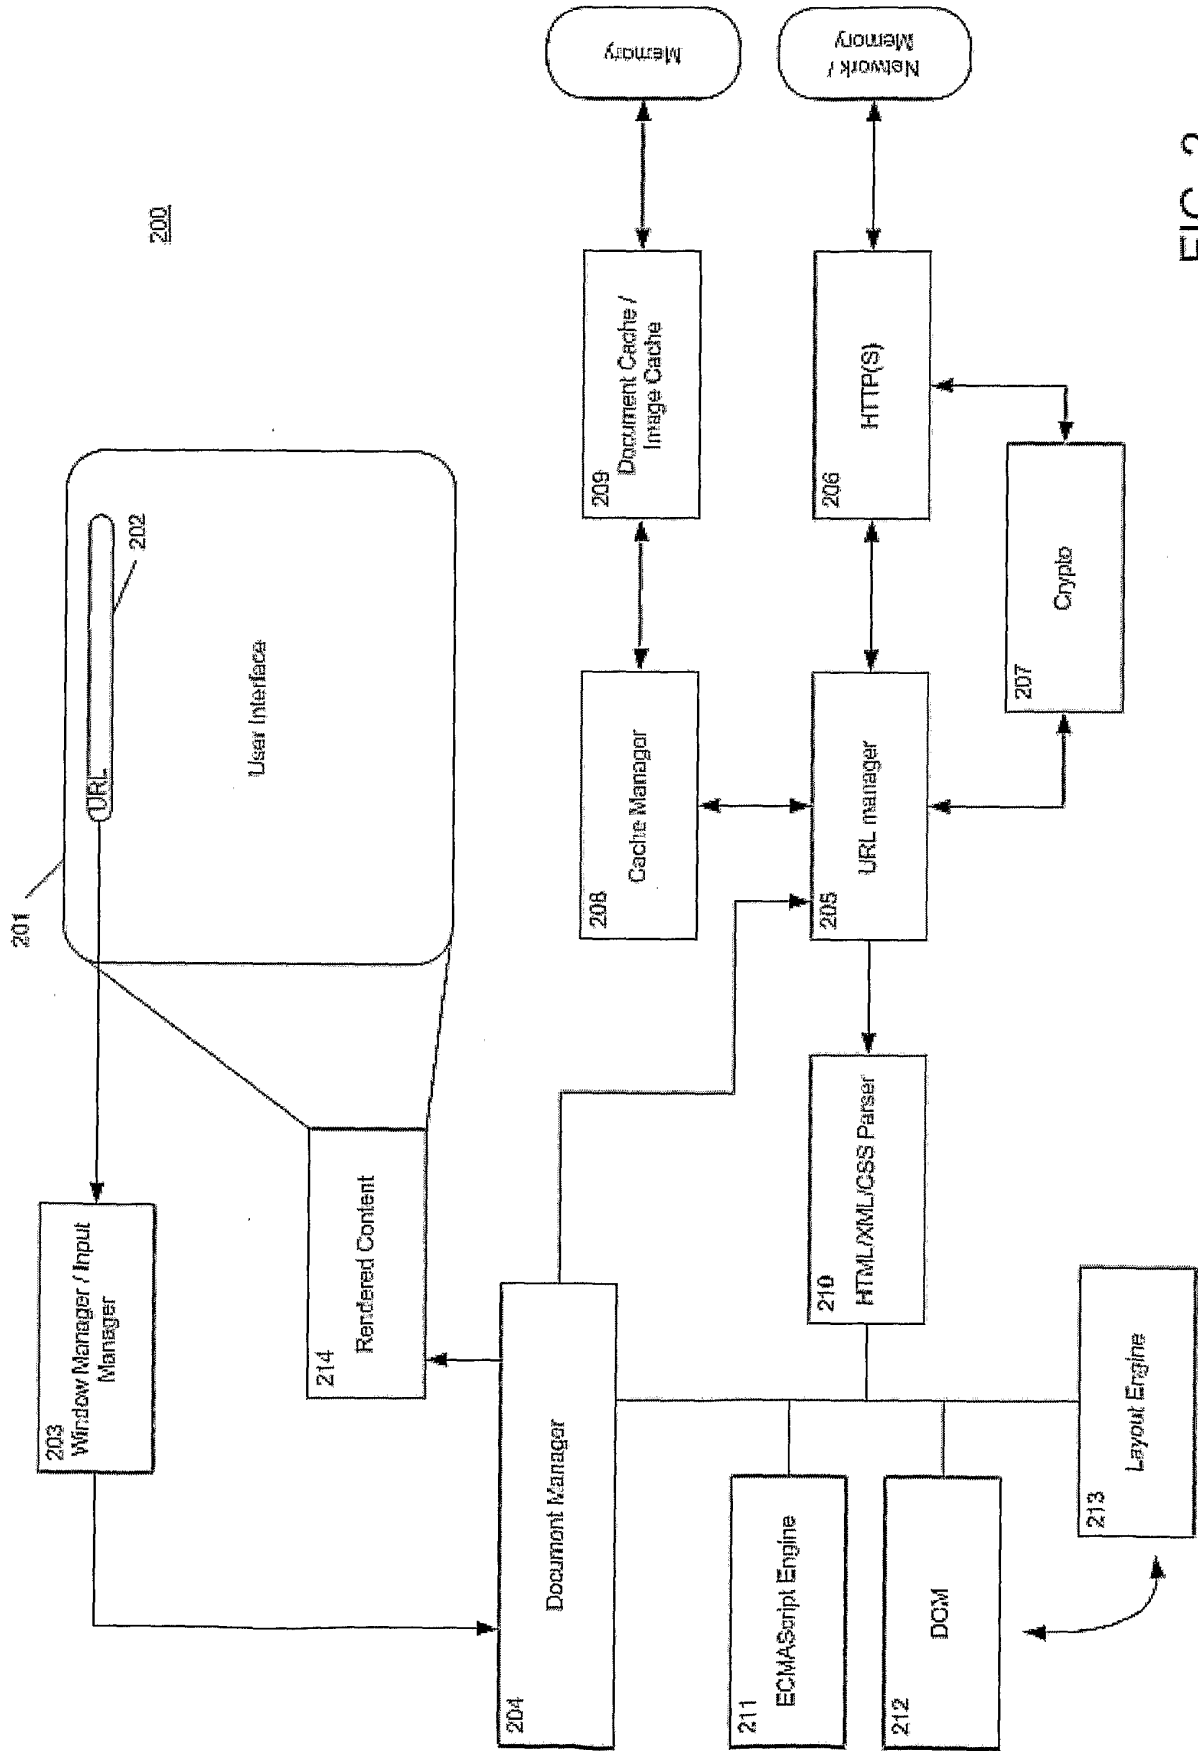 201
203
Window Manager / Input
Manager
URL
202
200
User Interface
214
Rendered Content
204
Document Manager
208
Cache Manager
209
Document Cache /
Image Cache
Memory
211
ECMAScript Engine
210
HTML/XML/CSS Parser
205
URL manager
206
HTTP(S)
Network /
Memory
212
DOM
207
Crypto
213
Layout Engine
FIG. 2